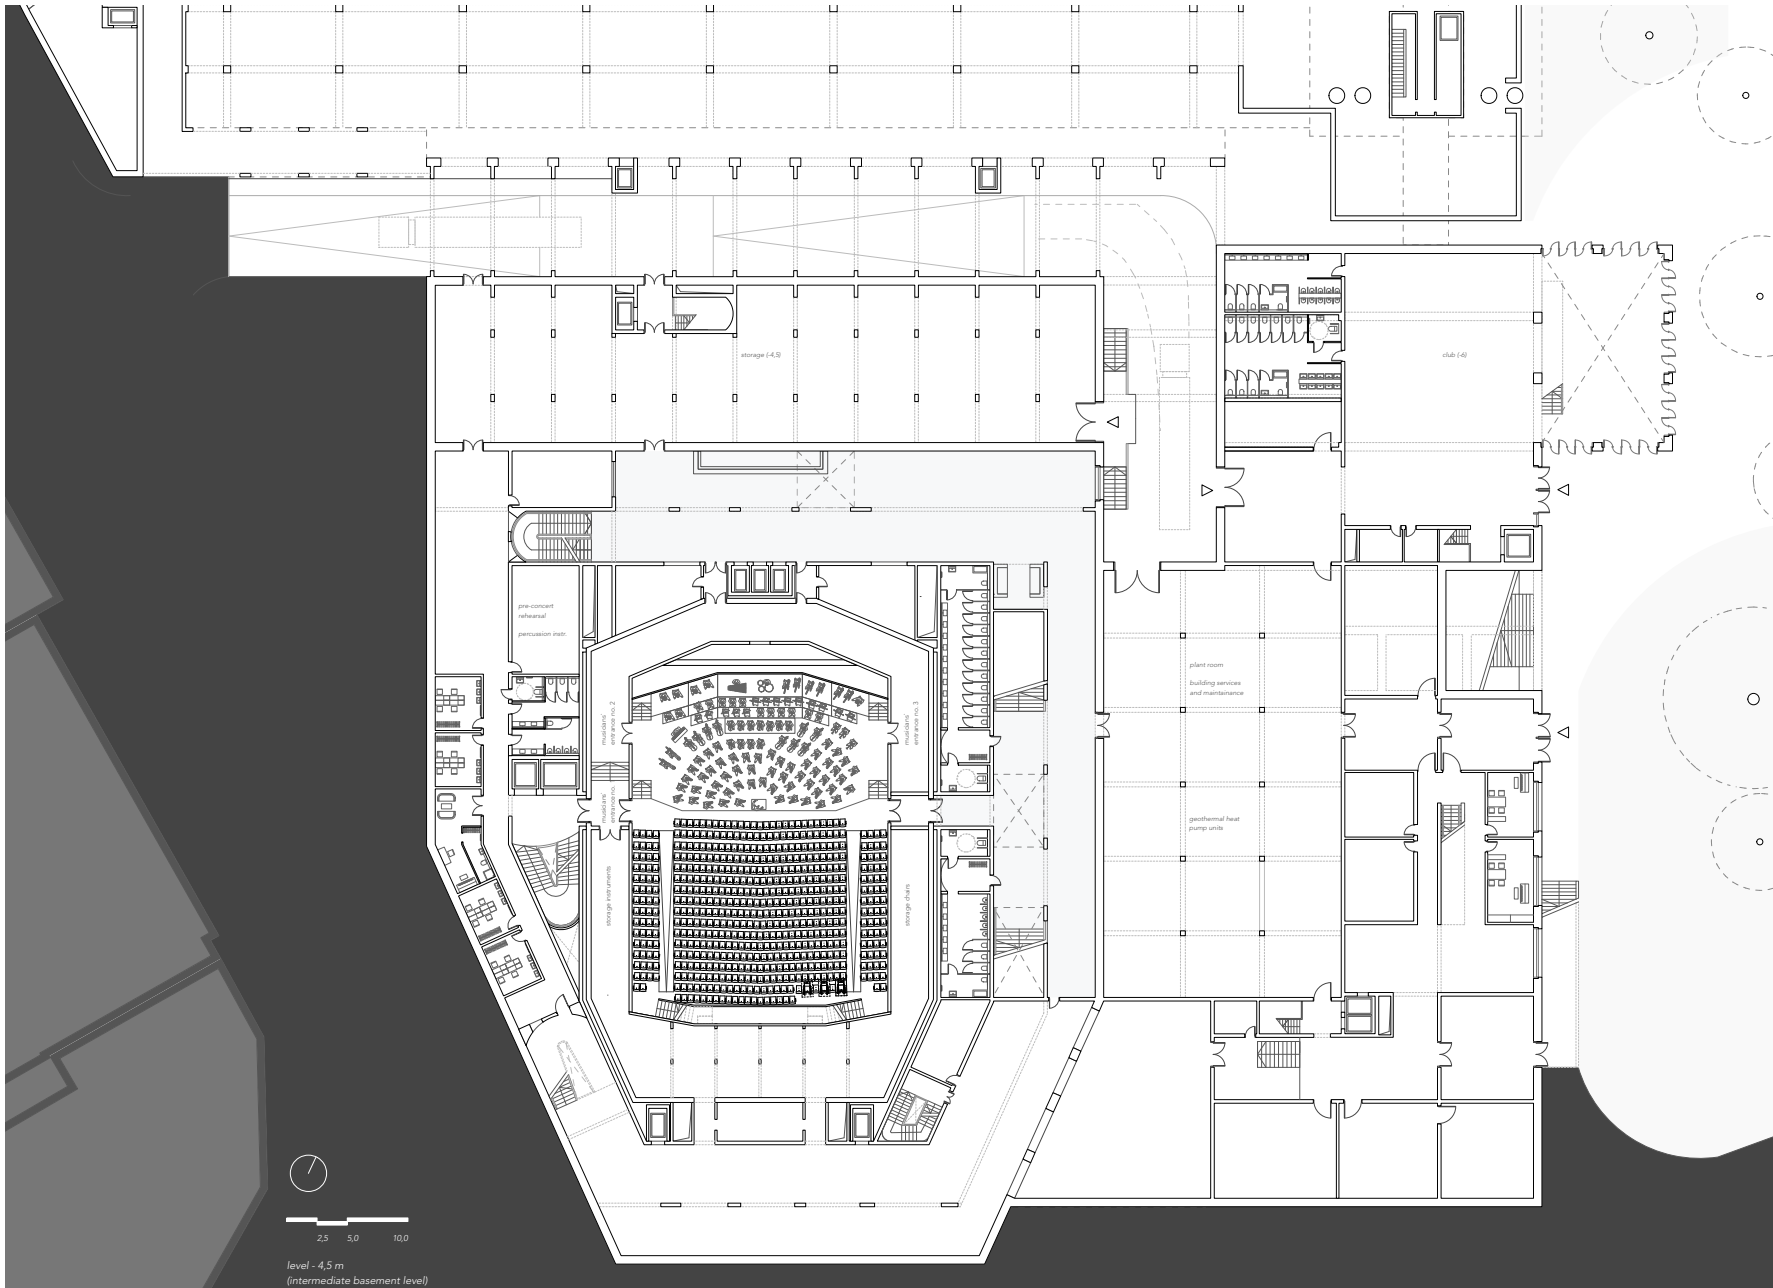 storage (-4,5)
club (-6)
pre-concert
rehearsal
percussion instr.
musicians'
entrance no. 2
musicians'
entrance no. 3
plant room
building services
and maintainance
musicians'
entrance no. 1
geothermal heat
pump units
storage instruments
storage chairs
2,5 5,0 10,0
level - 4,5 m
(intermediate basement level)